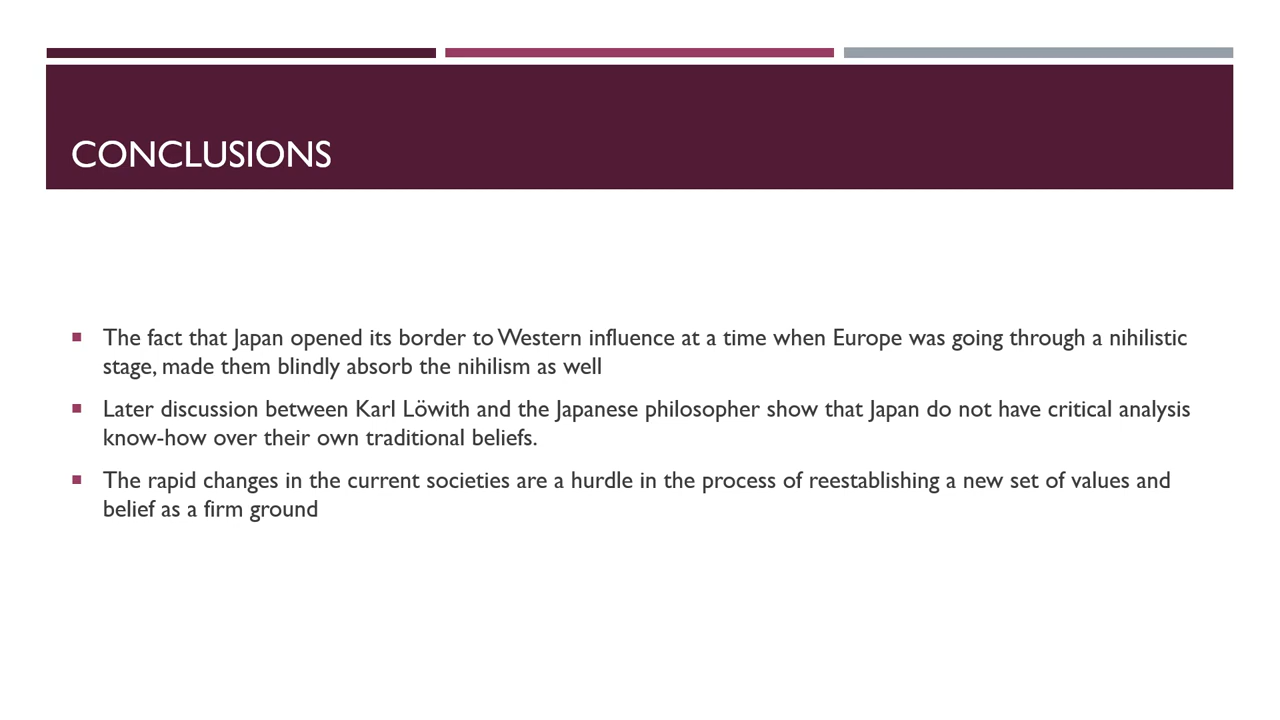 CONCLUSIONS
The fact that Japan opened its border to Western influence at a time when Europe was going through a nihilistic
stage, made them blindly absorb the nihilism as well
Later discussion between Karl Löwith and the Japanese philosopher show that Japan do not have critical analysis
know-how over their own traditional beliefs.
The rapid changes in the current societies are a hurdle in the process of reestablishing a new set of values and
belief as a firm ground